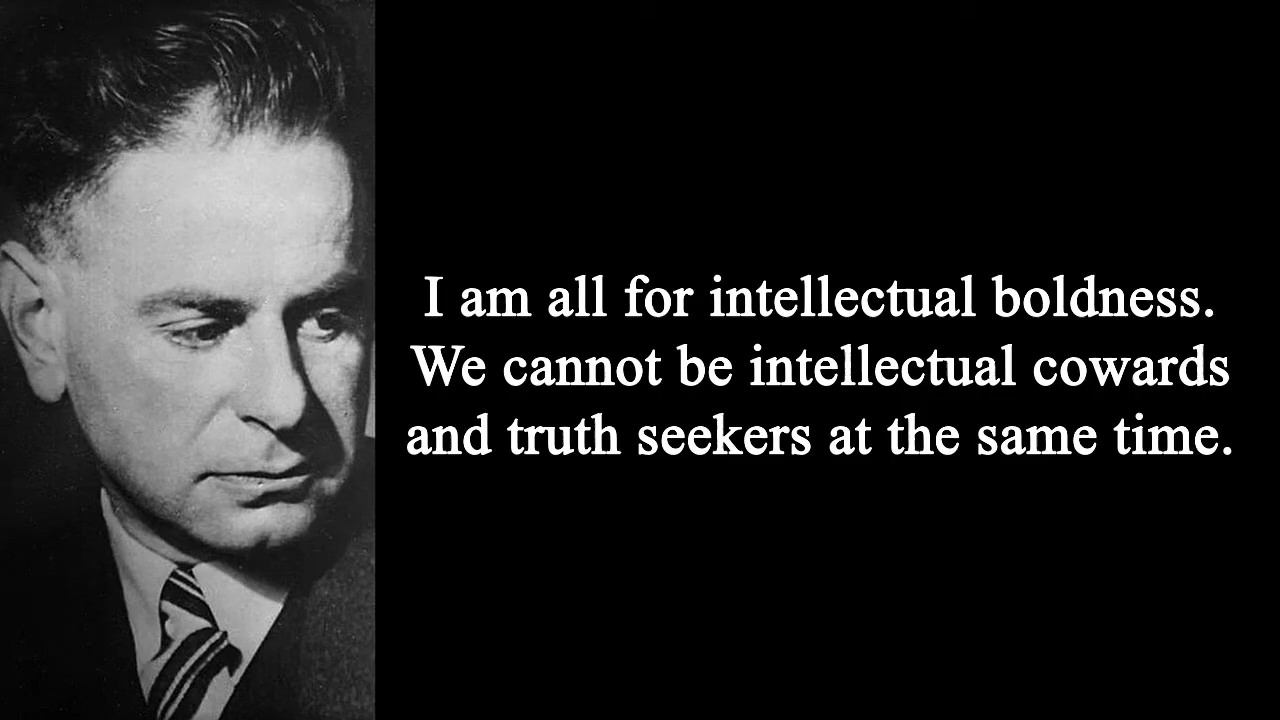 I am all for intellectual boldness.
We cannot be intellectual cowards
and truth seekers at the same time.